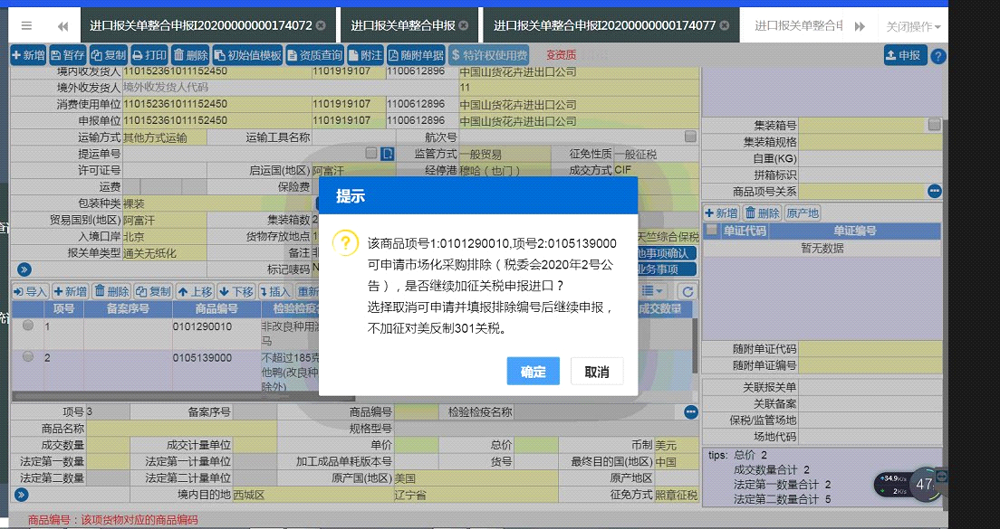 进口报关单整合申报I20200000000174072
进口报关单整合申报
进口报关单整合申报I20200000000174077
进口报关单整合申
关闭操作
新增 暂存 复制 打印 删除 初始值模板 资质查询 附注 随附单据 $ 特许权使用费 变资质 申报 ?
境内收发货人 110152361011152450 1101919107 1100612896 中国山货花卉进出口公司
境外收发货人 境外收发货人代码 11
消费使用单位 110152361011152450 1101919107 1100612896 中国山货花卉进出口公司
申报单位 110152361011152450 1101919107 1100612896 中国山货花卉进出口公司
运输方式 其他方式运输 运输工具名称 航次号
提运单号 监管方式 一般贸易 征免性质 一般征税
许可证号 启运国(地区) 阿富汗 经停港 穆哈（也门） 成交方式 CIF
运费 保险费
包装种类 裸装
贸易国别(地区) 阿富汗 集装箱数 2
入境口岸 北京 货物存放地点 1 天竺综合保税
报关单类型 通关无纸化 备注 他事项确认
标记唛码 N 业务事项
集装箱号
集装箱规格
自重(KG)
拼箱标识
商品项号关系
新增 删除 原产地
单证代码 单证编号
暂无数据
提示
该商品项号1:0101290010,项号2:0105139000
可申请市场化采购排除（税委会2020年2号公
告），是否继续加征关税申报进口？
选择取消可申请并填报排除编号后继续申报，
不加征对美反制301关税。
确定 取消
导入 新增 删除 复制 上移 下移 插入 重新
项号 备案序号 商品编号 检验检疫名 成交数量
1 0101290010 非改良种用
马
2 0105139000 不超过185克
他鸭(改良种
除外)
随附单证代码
随附单证编号
关联报关单
关联备案
保税/监管场地
场地代码
项号 3 备案序号 商品编号 检验检疫名称
商品名称 规格型号
成交数量 成交计量单位 单价 总价 币制 美元
法定第一数量 法定第一计量单位 加工成品单耗版本号 货号 最终目的国(地区) 中国
法定第二数量 法定第二计量单位 原产国(地区) 美国 原产地区
境内目的地 西城区 辽宁省 征免方式 照章征税
tips: 总价 2
成交数量合计 2
法定第一数量合计 2
法定第二数量合计 5
+34.9K/s
2K/s
47
商品编号：该项货物对应的商品编码